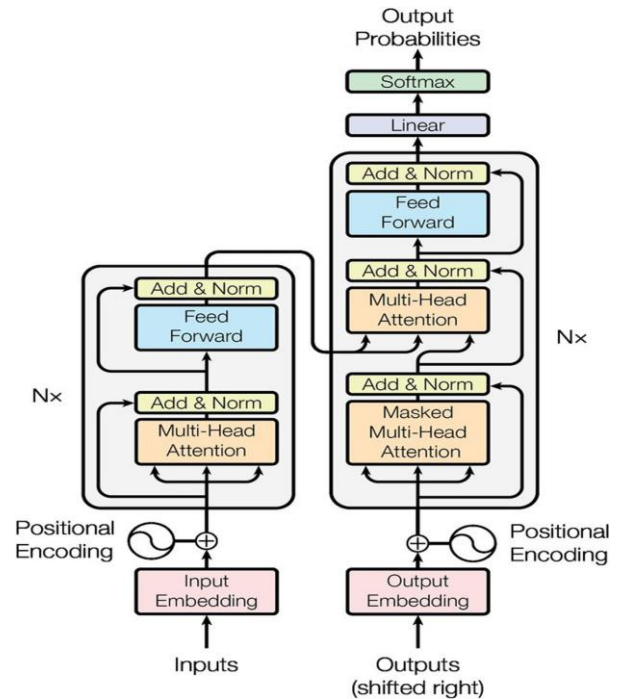 Output
Probabilities
Softmax
Linear
Add & Norm
Feed
Forward
Add & Norm
Multi-Head
Attention
Add & Norm
Masked
Multi-Head
Attention
N×
Add & Norm
Feed
Forward
Add & Norm
Multi-Head
Attention
N×
Positional
Encoding
Positional
Encoding
Input
Embedding
Output
Embedding
Inputs
Outputs
(shifted right)